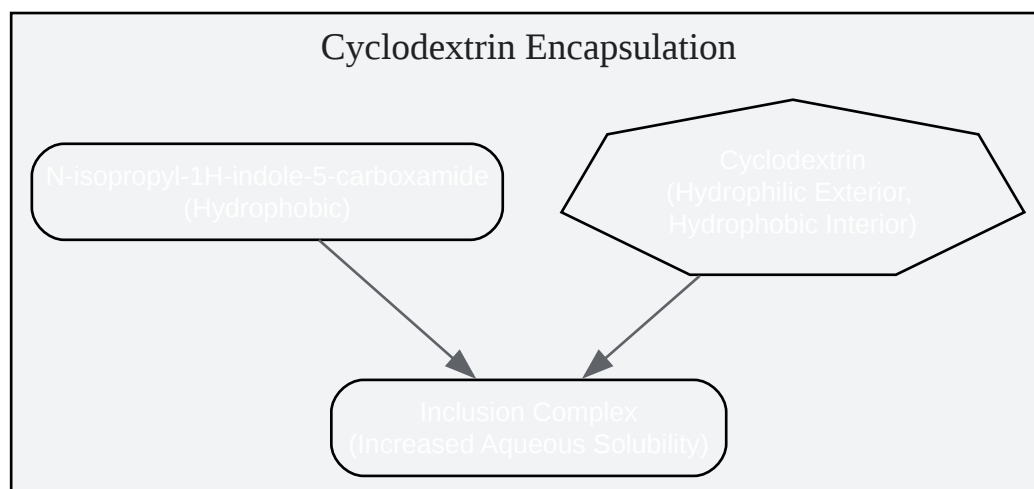 Cyclodextrin Encapsulation
N-isopropyl-1H-indole-5-carboxamide
(Hydrophobic)
Cyclodextrin
(Hydrophilic Exterior,
Hydrophobic Interior)
Inclusion Complex
(Increased Aqueous Solubility)